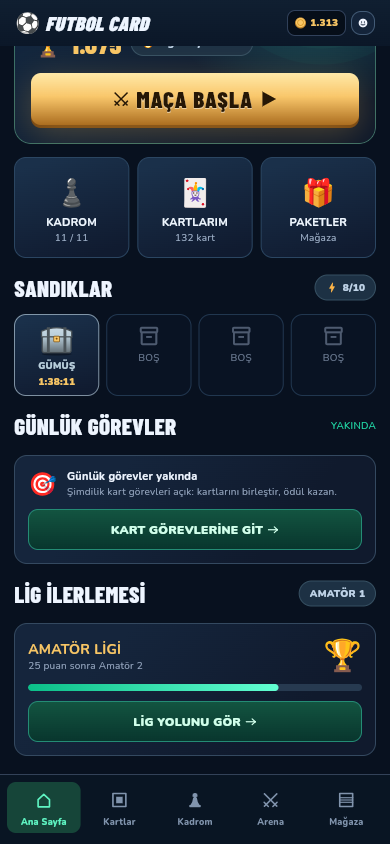 FUTBOL CARD
1.313
MAÇA BAŞLA
KADROM
11 / 11
KARTLARIM
132 kart
PAKETLER
Mağaza
SANDIKLAR
8/10
GÜMÜŞ
1:38:11
BOŞ
BOŞ
BOŞ
GÜNLÜK GÖREVLER
YAKINDA
Günlük görevler yakında
Şimdilik kart görevleri açık: kartlarını birleştir, ödül kazan.
KART GÖREVLERİNE GİT →
LİG İLERLEMESİ
AMATÖR 1
AMATÖR LİGİ
25 puan sonra Amatör 2
LİG YOLUNU GÖR →
Ana Sayfa
Kartlar
Kadrom
Arena
Mağaza